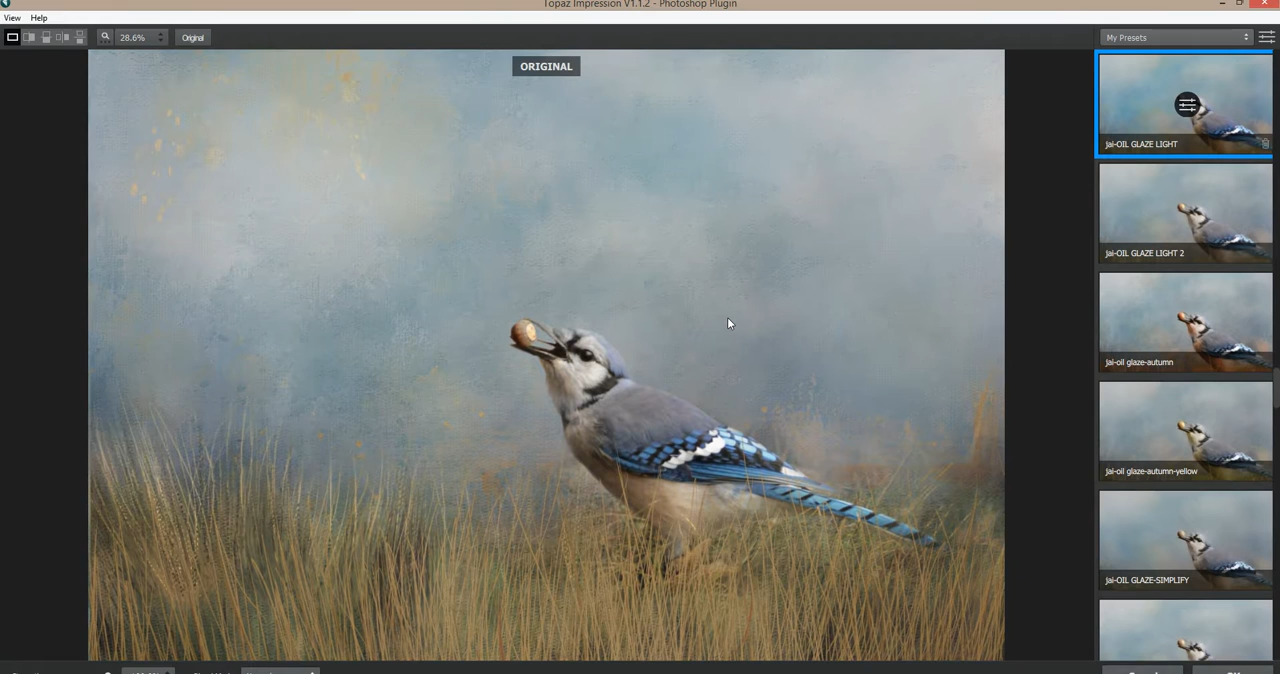 Topaz Impression V1.1.2 - Photoshop Plugin
View Help
28.6%
Original
My Presets
ORIGINAL
jai-OIL GLAZE LIGHT
jai-OIL GLAZE LIGHT 2
jai-oil glaze-autumn
jai-oil glaze-autumn-yellow
jai-OIL GLAZE-SIMPLIFY